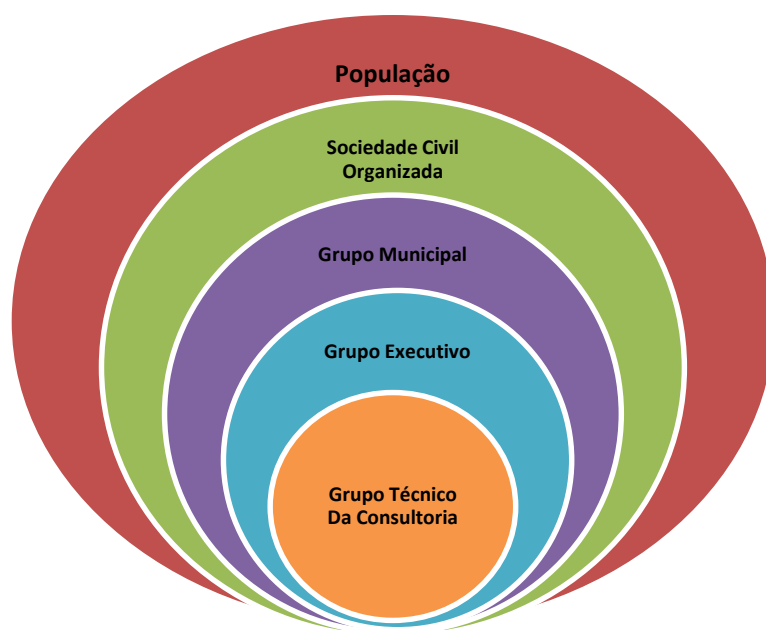 População
Sociedade Civil
Organizada
Grupo Municipal
Grupo Executivo
Grupo Técnico
Da Consultoria